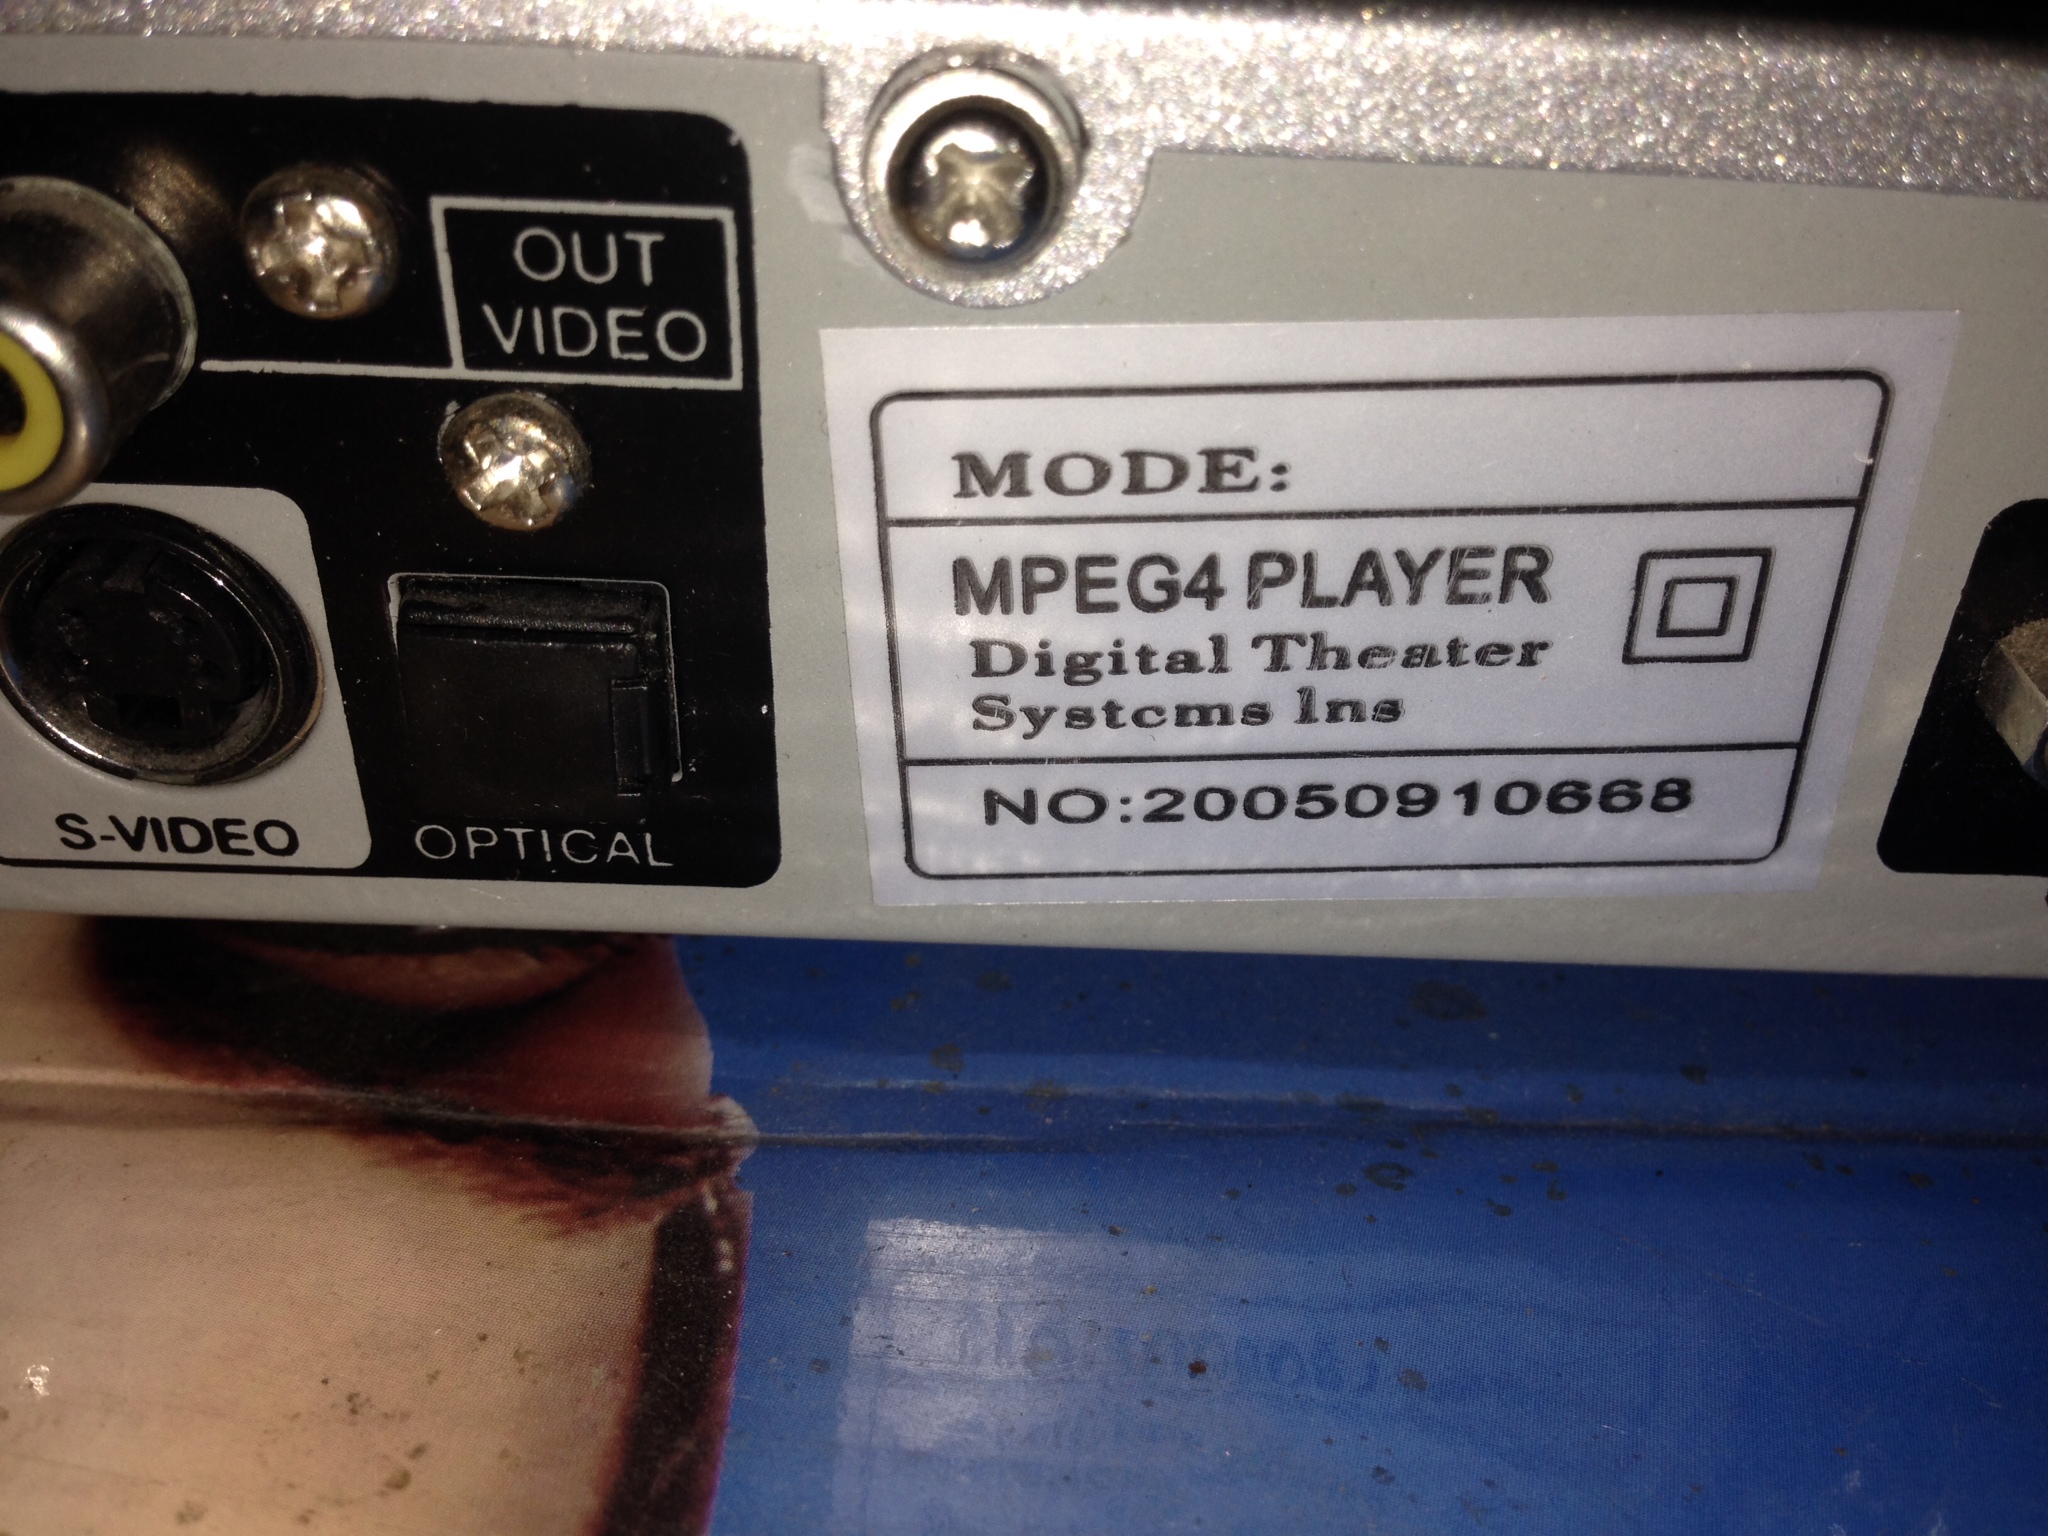 OUT
VIDEO
S-VIDEO
OPTICAL
MODE:
MPEG4 PLAYER
Digital Theater
Systcms lns
NO:20050910668